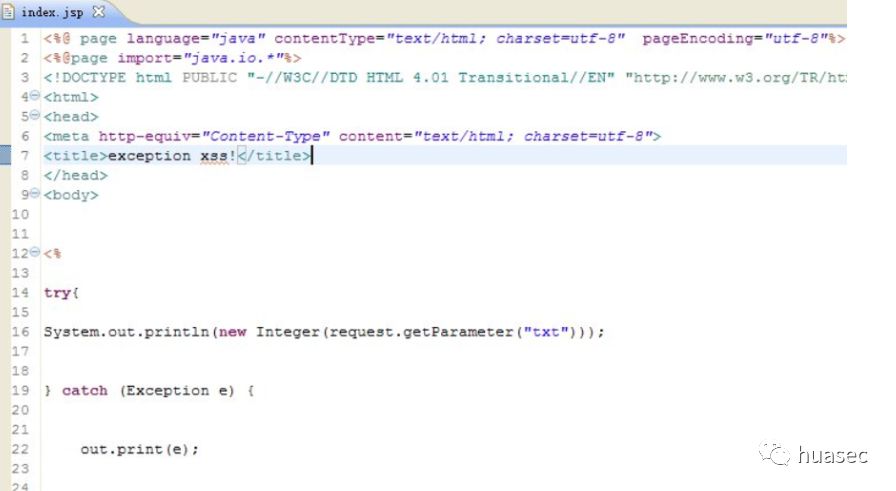 index.jsp
1 <%@ page language="java" contentType="text/html; charset=utf-8"  pageEncoding="utf-8"%>
2 <%@page import="java.io.*"%>
3 <!DOCTYPE html PUBLIC "-//W3C//DTD HTML 4.01 Transitional//EN" "http://www.w3.org/TR/htm
4 <html>
5 <head>
6 <meta http-equiv="Content-Type" content="text/html; charset=utf-8">
7 <title>exception xss!</title>
8 </head>
9 <body>
10
11
12 <%
13
14 try{
15
16 System.out.println(new Integer(request.getParameter("txt")));
17
18
19 } catch (Exception e) {
20
21
22     out.print(e);
23
24
huasec